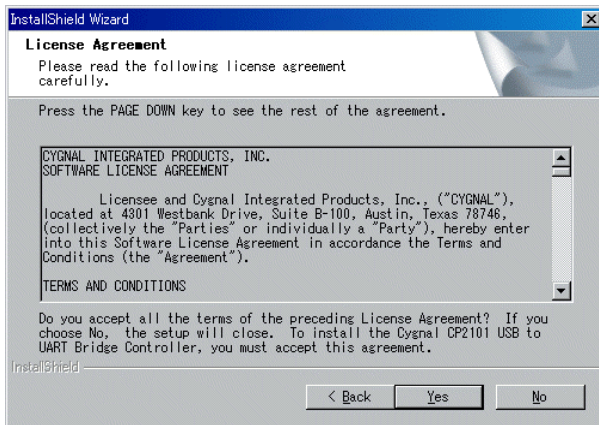 InstallShield Wizard
License Agreement
Please read the following license agreement
carefully.
Press the PAGE DOWN key to see the rest of the agreement.
CYGNAL INTEGRATED PRODUCTS, INC.
SOFTWARE LICENSE AGREEMENT
Licensee and Cygnal Integrated Products, Inc., ("CYGNAL"),
located at 4301 Westbank Drive, Suite B-100, Austin, Texas 78746,
(collectively the "Parties" or individually a "Party"), hereby enter
into this Software License Agreement in accordance the Terms and
Conditions (the "Agreement").
TERMS AND CONDITIONS
Do you accept all the terms of the preceding License Agreement?  If you
choose No,  the setup will close.  To install the Cygnal CP2101 USB to
UART Bridge Controller, you must accept this agreement.
InstallShield
< Back
Yes
No